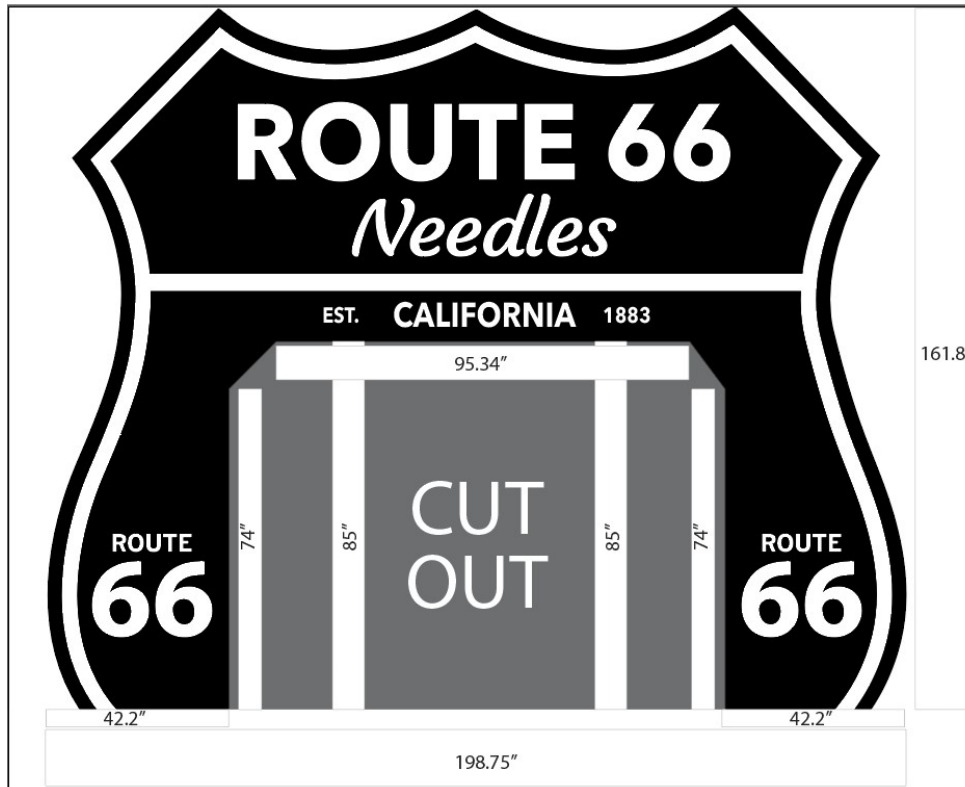 ROUTE 66
Needles
EST. CALIFORNIA 1883
95.34”
161.8
CUT
OUT
74”
85”
85”
74”
ROUTE
66
ROUTE
66
42.2”
42.2”
198.75”